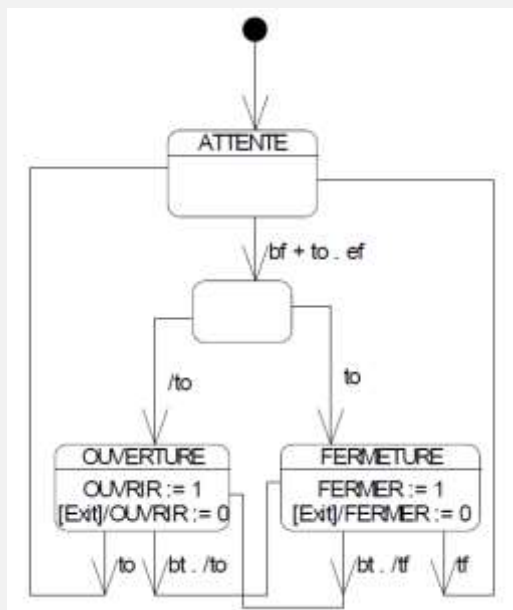 ATTENTE
bf + to . ef
/to
to
OUVERTURE
OUVRIR := 1
[Exit]/OUVRIR := 0
FERMETURE
FERMER := 1
[Exit]/FERMER := 0
to
bt . /to
bt . /tf
tf